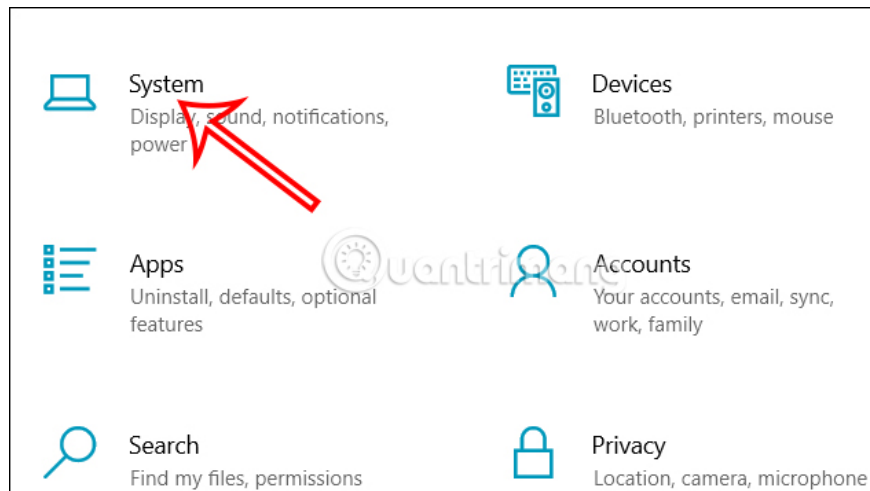 System
Display, sound, notifications,
power
Devices
Bluetooth, printers, mouse
Apps
Uninstall, defaults, optional
features
Quantrimang
Accounts
Your accounts, email, sync,
work, family
Search
Find my files, permissions
Privacy
Location, camera, microphone